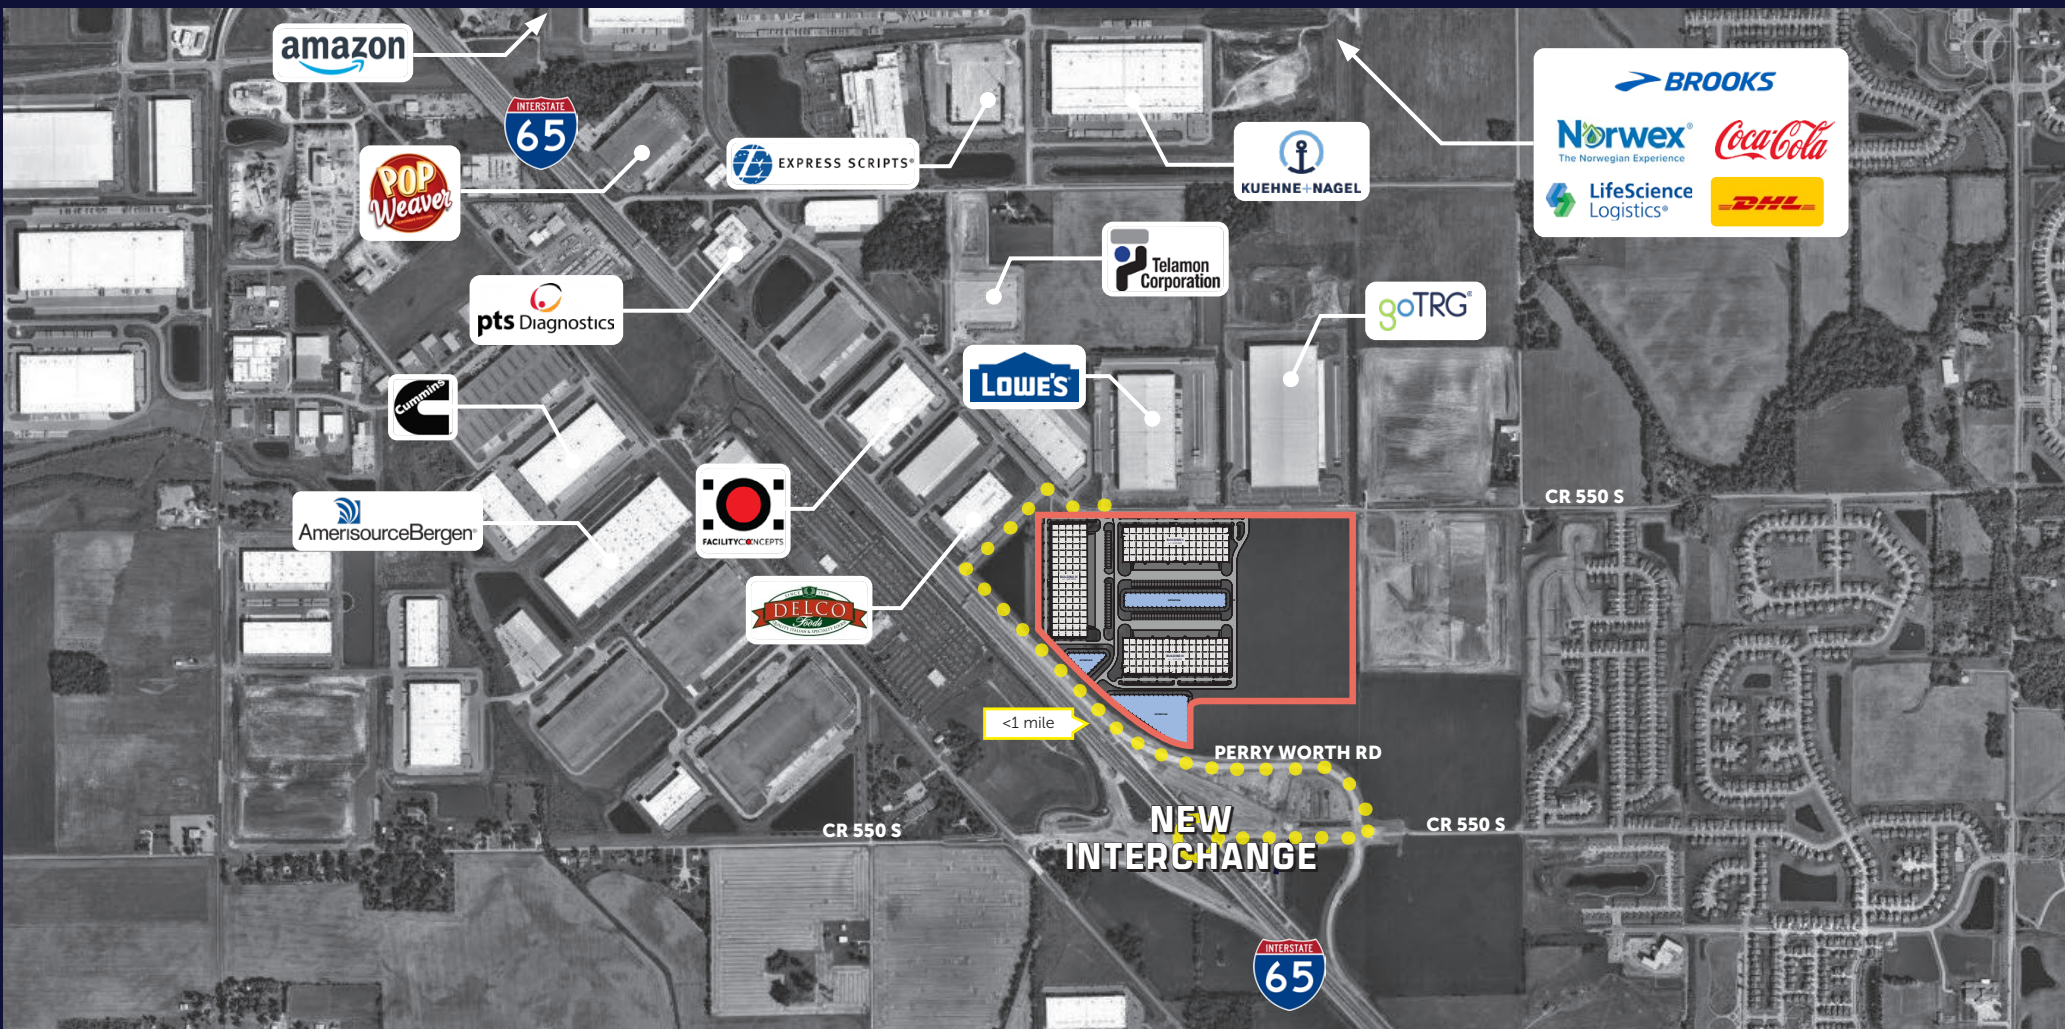 amazon
INTERSTATE
65
POP
Weaver
EXPRESS SCRIPTS®
KUEHNE+NAGEL
BROOKS
Norwex®
The Norwegian Experience
Coca-Cola
LifeScience
Logistics®
DHL
Telamon
Corporation
pts Diagnostics
goTRG
LOWE'S
Cummins
AmerisourceBergen
FACILITYCONCEPTS
DELCO
Foods
CR 550 S
<1 mile
PERRY WORTH RD
NEW
INTERCHANGE
CR 550 S
CR 550 S
INTERSTATE
65